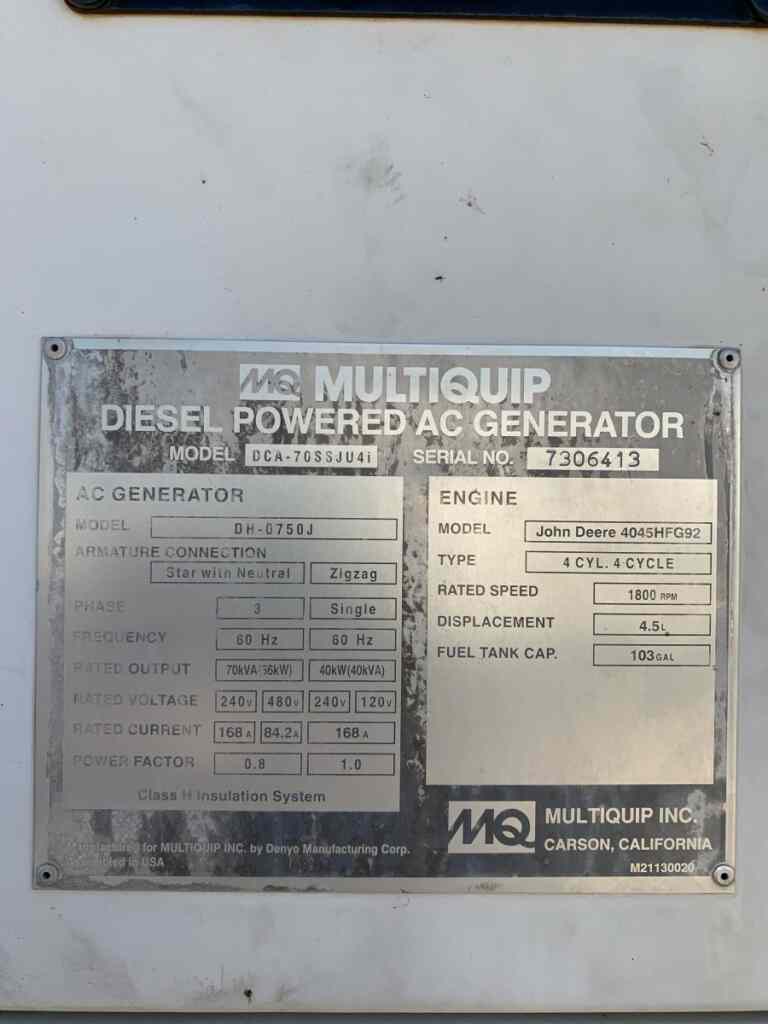 MQ MULTIQUIP
DIESEL POWERED AC GENERATOR
MODEL DCA-70SSJU4i SERIAL NO. 7306413
AC GENERATOR
MODEL DH-0750J
ARMATURE CONNECTION
Star with Neutral Zigzag
PHASE 3 Single
FREQUENCY 60 Hz 60 Hz
RATED OUTPUT 70kVA(56kW) 40kW(40kVA)
RATED VOLTAGE 240V 480V 240V 120V
RATED CURRENT 168A 84.2A 168A
POWER FACTOR 0.8 1.0
Class H Insulation System
ENGINE
MODEL John Deere 4045HFG92
TYPE 4 CYL. 4 CYCLE
RATED SPEED 1800 RPM
DISPLACEMENT 4.5L
FUEL TANK CAP. 103GAL
Manufactured for MULTIQUIP INC. by Denyo Manufacturing Corp.
Assembled in USA
MQ MULTIQUIP INC.
CARSON, CALIFORNIA
M21130020